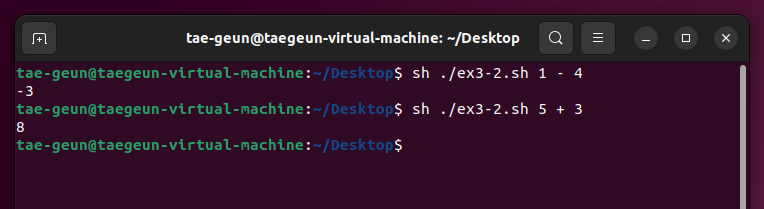 tae-geun@taegeun-virtual-machine: ~/Desktop
tae-geun@taegeun-virtual-machine:~/Desktop$ sh ./ex3-2.sh 1 - 4
-3
tae-geun@taegeun-virtual-machine:~/Desktop$ sh ./ex3-2.sh 5 + 3
8
tae-geun@taegeun-virtual-machine:~/Desktop$